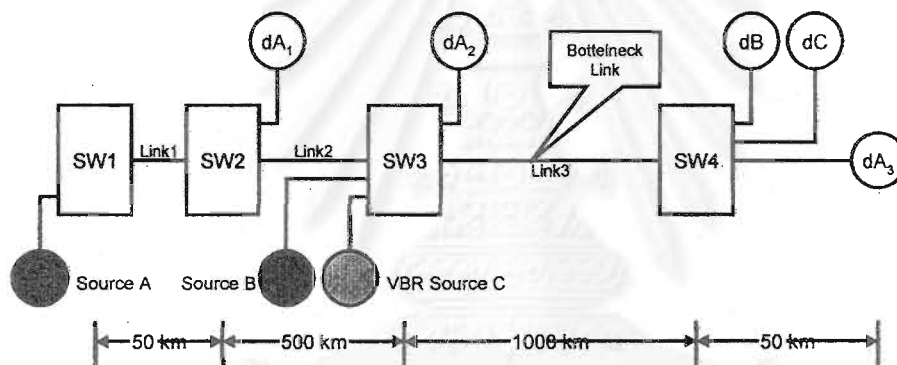 dA1
dA2
Bottelneck
Link
dB
dC
SW1
Link1
SW2
Link2
SW3
Link3
SW4
dA3
Source A
Source B
VBR Source C
50 km
500 km
1000 km
50 km